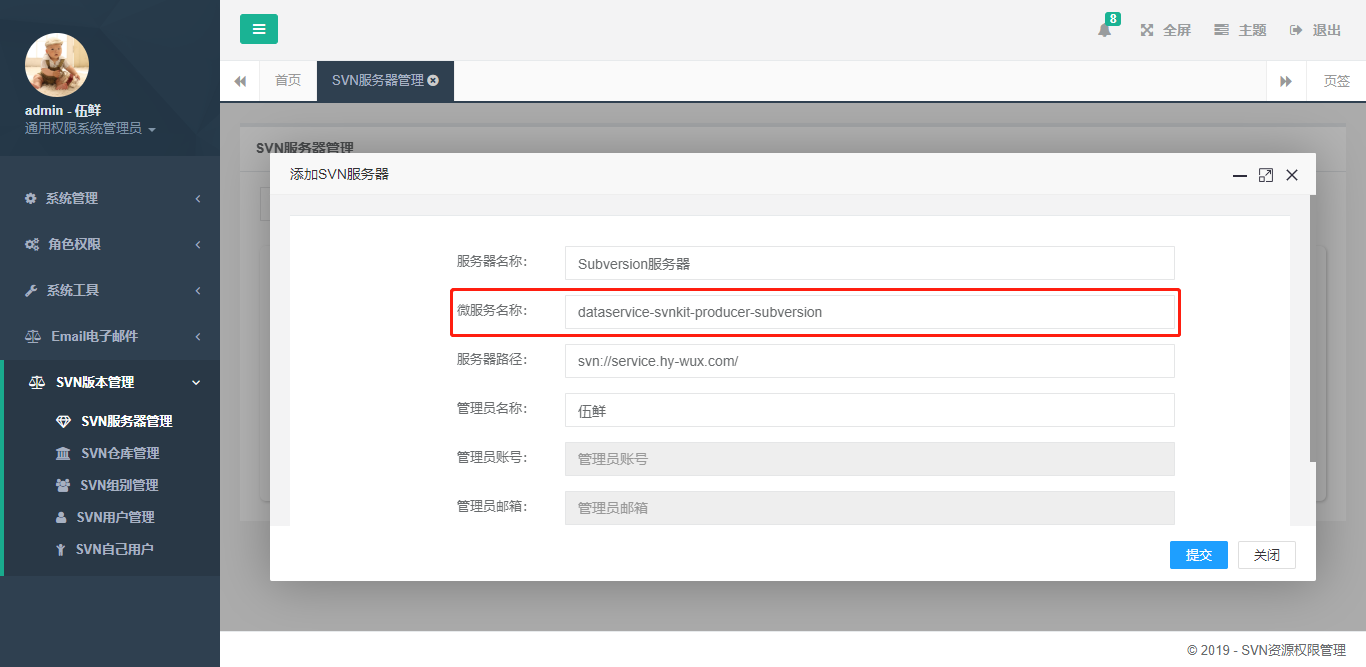 admin - 伍鲜
通用权限系统管理员
系统管理
角色权限
系统工具
Email电子邮件
SVN版本管理
SVN服务器管理
SVN仓库管理
SVN组别管理
SVN用户管理
SVN自己用户
8
全屏
主题
退出
首页
SVN服务器管理
页签
SVN服务器管理
添加SVN服务器
服务器名称: Subversion服务器
微服务名称: dataservice-svnkit-producer-subversion
服务器路径: svn://service.hy-wux.com/
管理员名称: 伍鲜
管理员账号: 管理员账号
管理员邮箱: 管理员邮箱
提交
关闭
© 2019 - SVN资源权限管理